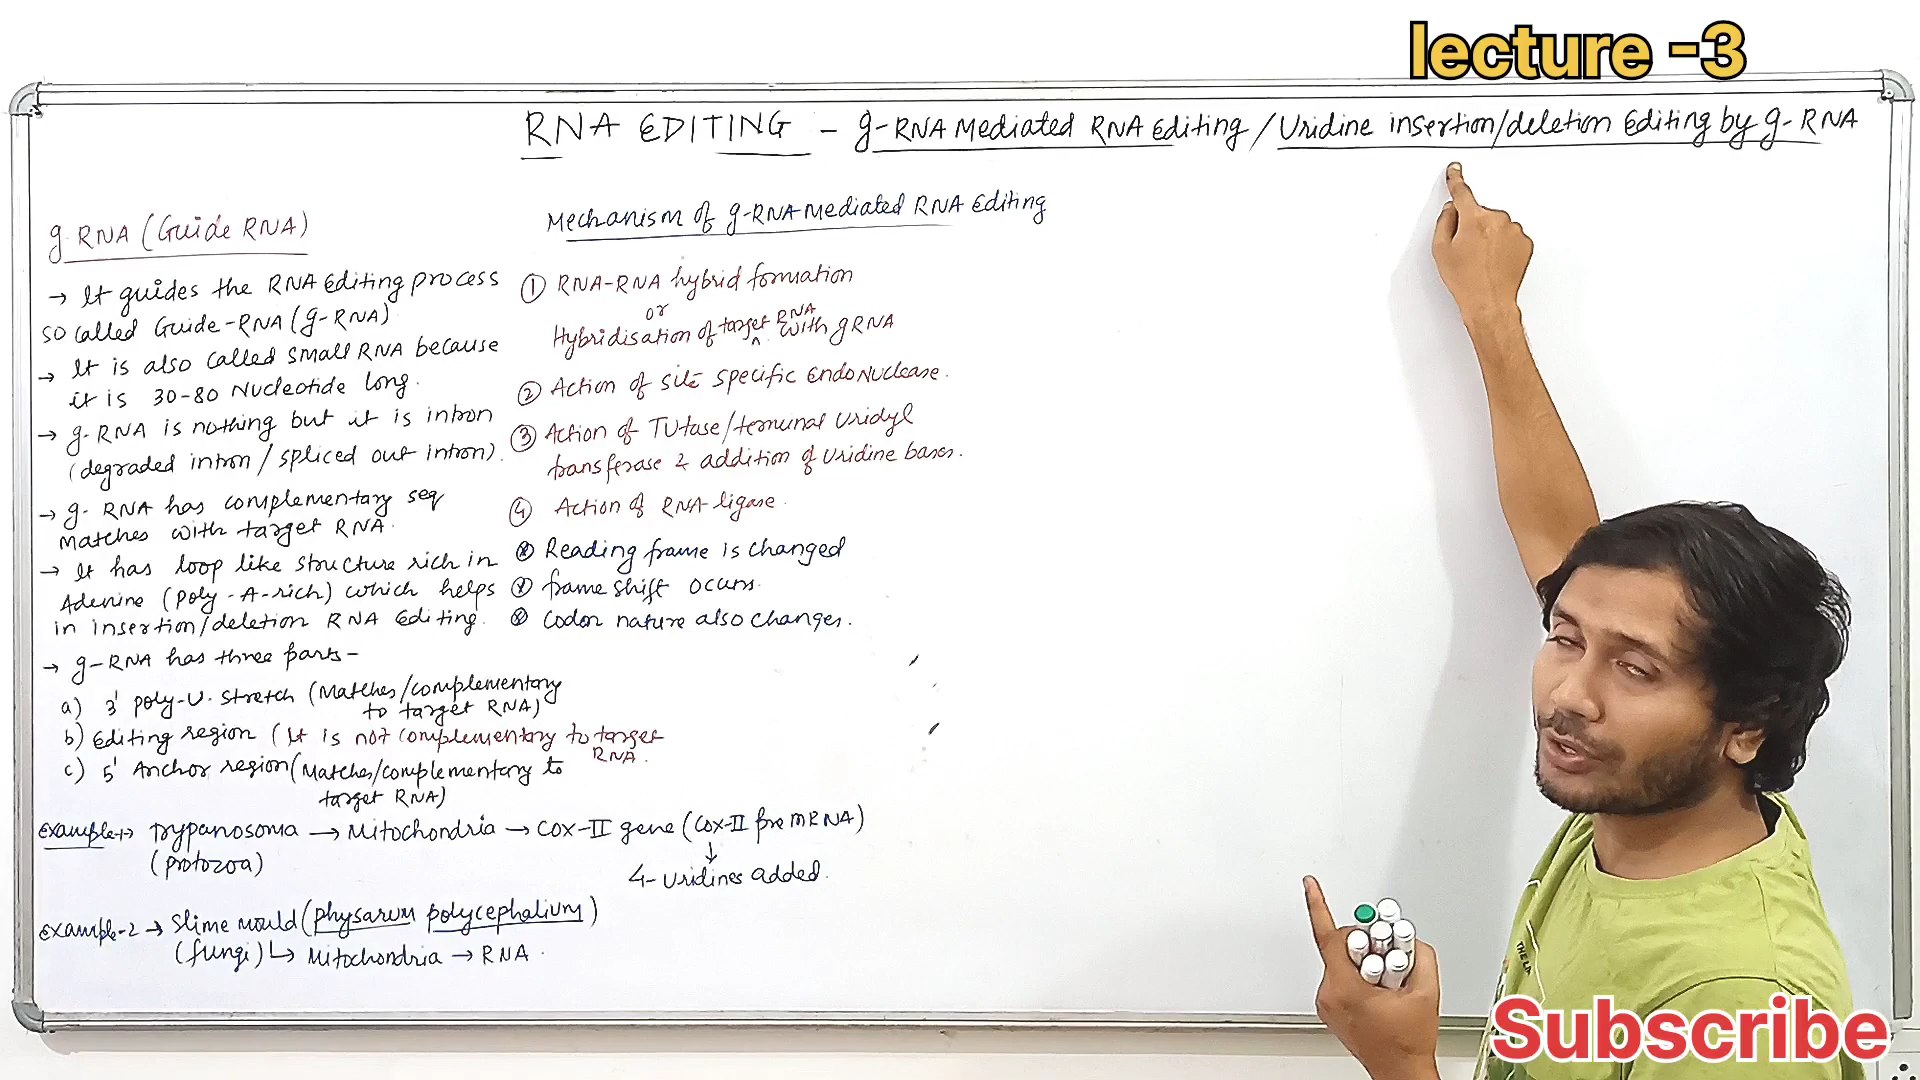 lecture -3
RNA EDITING - g-RNA Mediated RNA Editing / Uridine insertion/deletion Editing by g-RNA
g RNA (Guide RNA)
→ It guides the RNA Editing process
so called Guide-RNA (g-RNA)
→ It is also called small RNA because
it is 30-80 Nucleotide long.
→ g-RNA is nothing but it is intron
(degraded intron / spliced out intron).
→ g-RNA has complementary seq
Matches with target RNA.
→ It has loop like structure rich in
Adenine (poly-A-rich) which helps
in insertion/deletion RNA Editing.
→ g-RNA has three parts-
a) 3' poly-U. stretch (Matches/complementary
to target RNA)
b) Editing region (It is not complementary to target
RNA.
c) 5' Anchor region (Matches/complementary to
target RNA)
Mechanism of g-RNA Mediated RNA Editing
① RNA-RNA hybrid formation
or
Hybridisation of target RNA with gRNA
② Action of site specific Endonuclease.
③ Action of TUtase/terminal Uridyl
transferase & addition of Uridine bases.
④ Action of RNA-ligase.
⊗ Reading frame is changed
⊗ frame shift occurs.
⊗ Codon nature also changes.
Example-1→ Trypanosoma → Mitochondria → COX-II gene (COX-II pre mRNA)
(protozoa)
↓
4-Uridines added.
Example-2 → Slime mould (physarum polycephalium)
(fungi) ↳ Mitochondria → RNA.
Subscribe